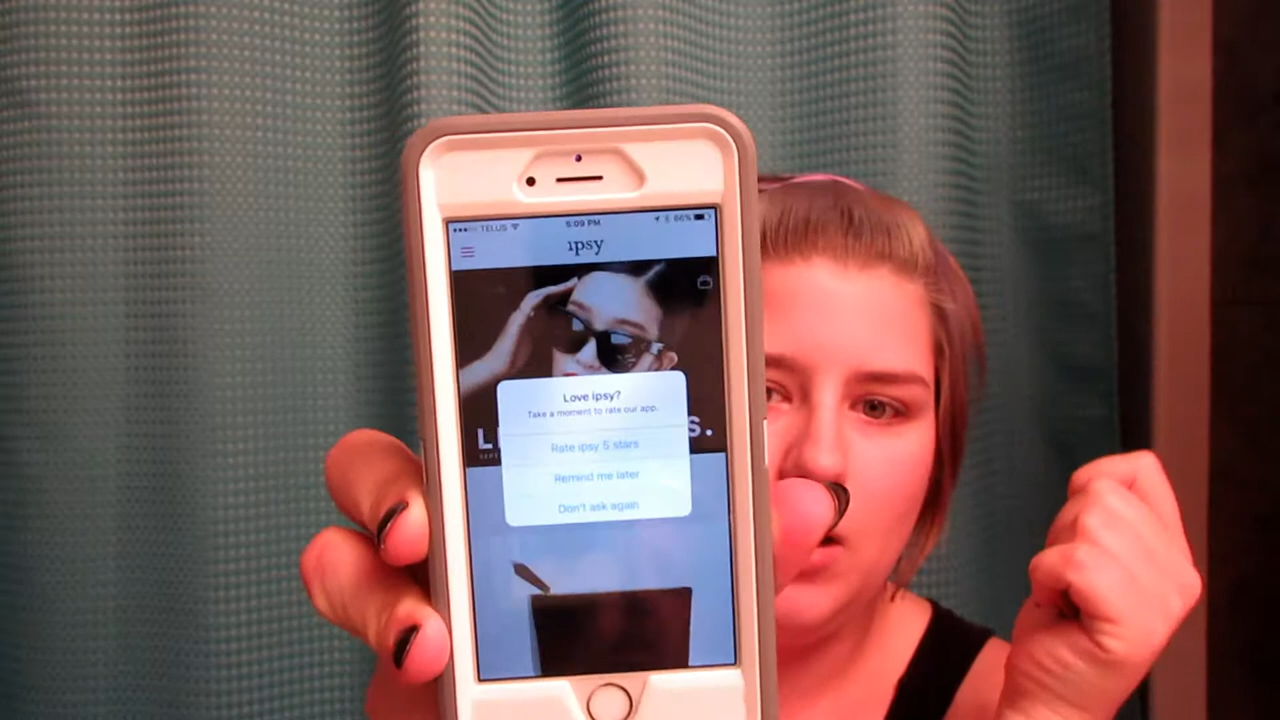 TELUS 5:09 PM 66%
ipsy
Love ipsy?
Take a moment to rate our app.
Rate ipsy 5 stars
Remind me later
Don't ask again
L S.